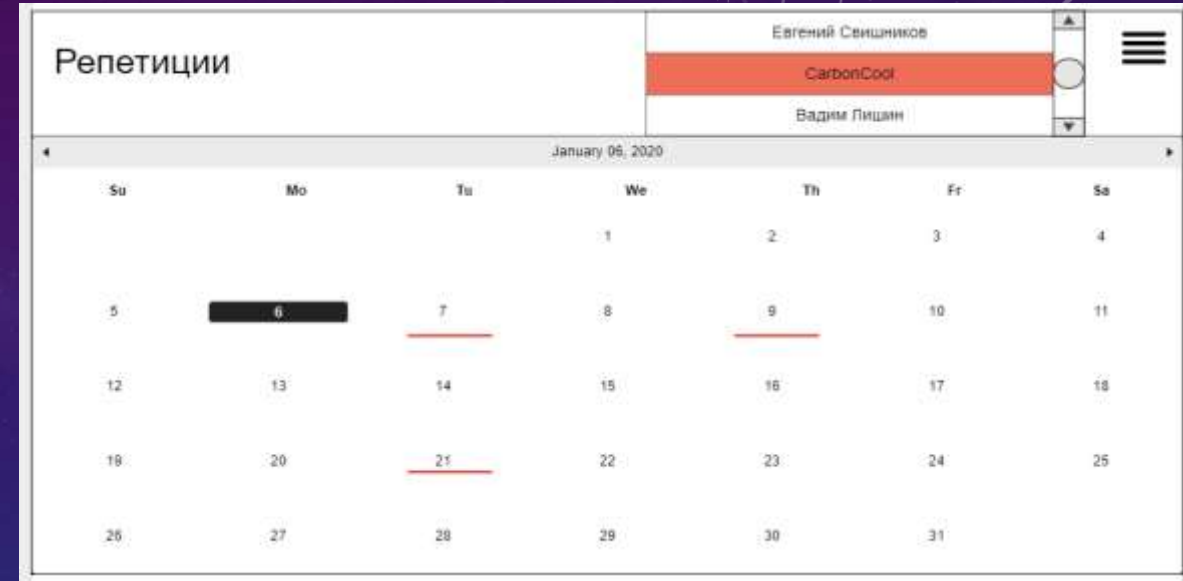 Репетиции
Евгений Свишников
CarbonCool
Вадим Лишин
January 06, 2020
Su Mo Tu We Th Fr Sa
1 2 3 4
5 6 7 8 9 10 11
12 13 14 15 16 17 18
19 20 21 22 23 24 25
26 27 28 29 30 31